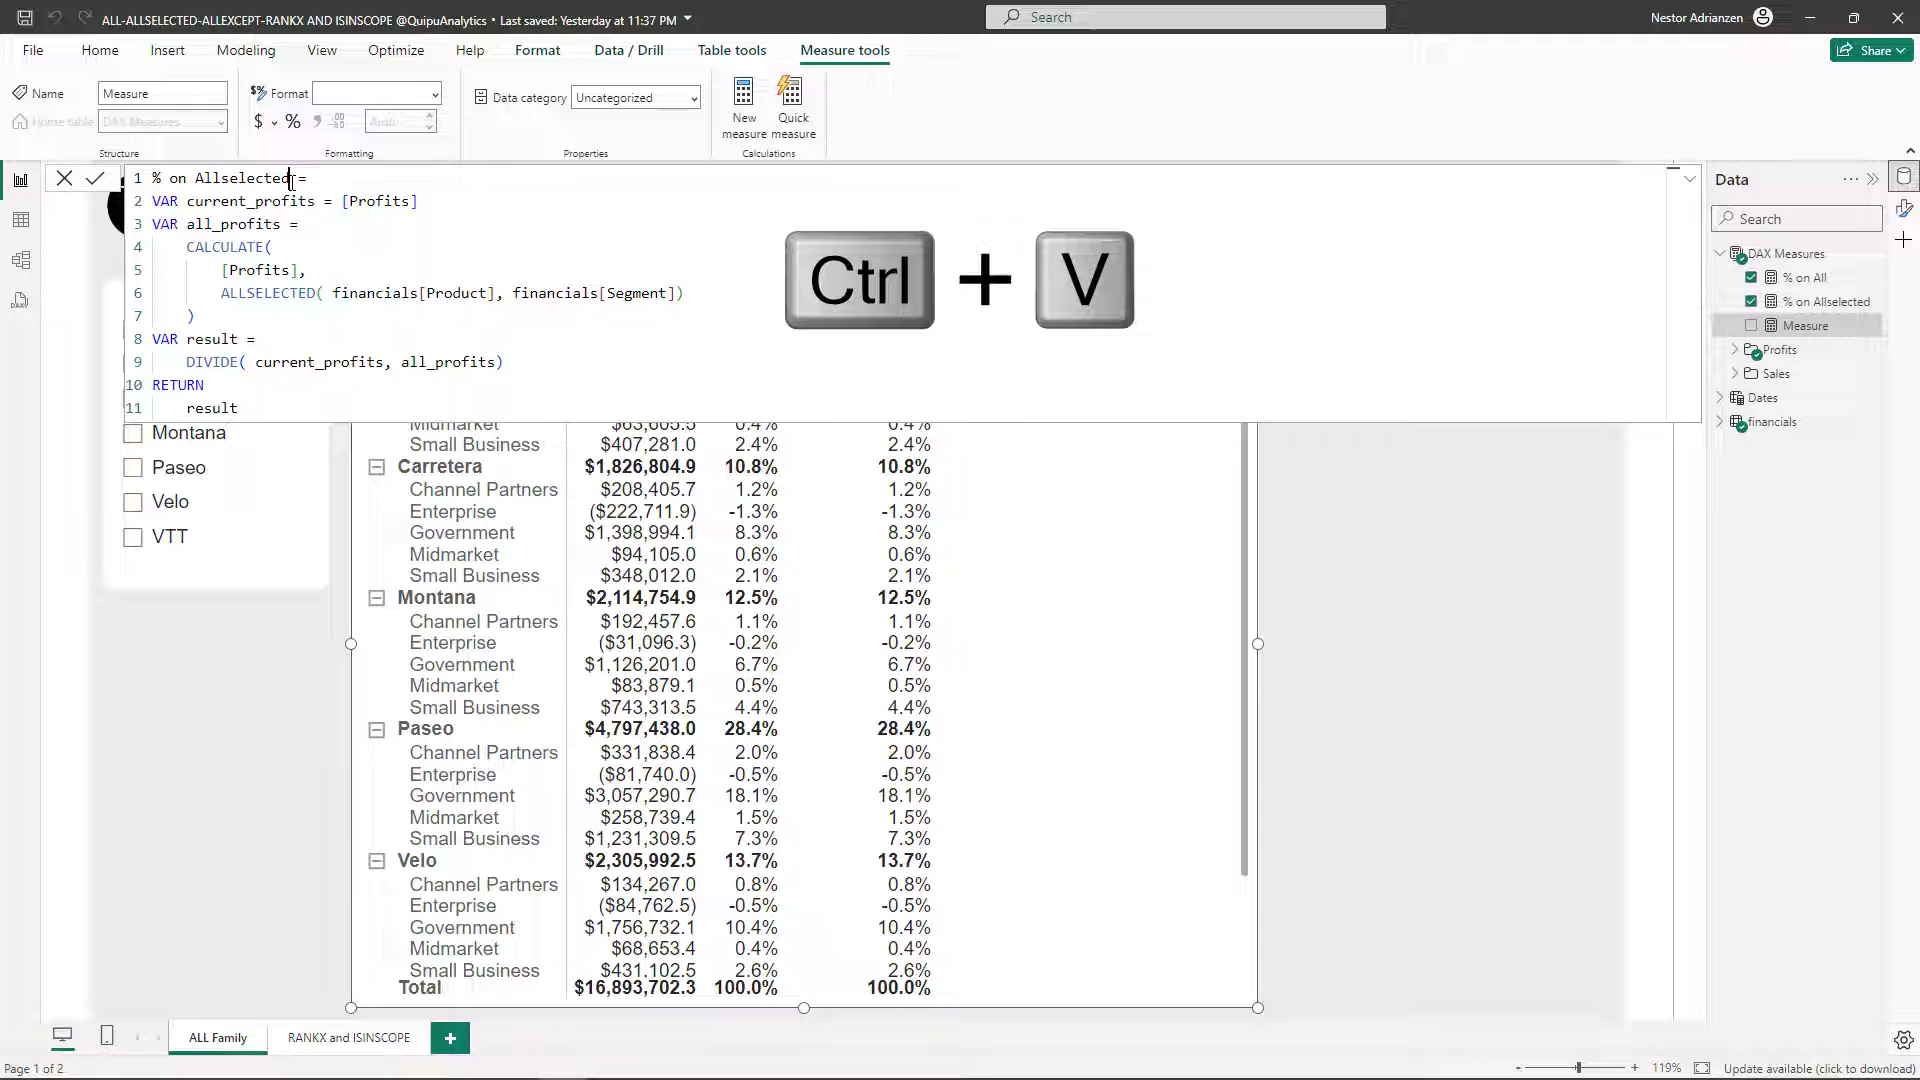 ALL-ALLSELECTED-ALLEXCEPT-RANKX AND ISINSCOPE @QuipuAnalytics • Last saved: Yesterday at 11:37 PM
Search
Nestor Adrianzen
File Home Insert Modeling View Optimize Help Format Data / Drill Table tools Measure tools
Share
Name Measure
Home table DAX Measures
Structure
$% Format
$ % Auto
Formatting
Data category Uncategorized
Properties
New measure
Quick measure
Calculations
1 % on Allselected =
2 VAR current_profits = [Profits]
3 VAR all_profits =
4 CALCULATE(
5 [Profits],
6 ALLSELECTED( financials[Product], financials[Segment])
7 )
8 VAR result =
9 DIVIDE( current_profits, all_profits)
10 RETURN
11 result
Ctrl + V
Montana
Paseo
Velo
VTT
Midmarket $63,605.5 0.4% 0.4%
Small Business $407,281.0 2.4% 2.4%
Carretera $1,826,804.9 10.8% 10.8%
Channel Partners $208,405.7 1.2% 1.2%
Enterprise ($222,711.9) -1.3% -1.3%
Government $1,398,994.1 8.3% 8.3%
Midmarket $94,105.0 0.6% 0.6%
Small Business $348,012.0 2.1% 2.1%
Montana $2,114,754.9 12.5% 12.5%
Channel Partners $192,457.6 1.1% 1.1%
Enterprise ($31,096.3) -0.2% -0.2%
Government $1,126,201.0 6.7% 6.7%
Midmarket $83,879.1 0.5% 0.5%
Small Business $743,313.5 4.4% 4.4%
Paseo $4,797,438.0 28.4% 28.4%
Channel Partners $331,838.4 2.0% 2.0%
Enterprise ($81,740.0) -0.5% -0.5%
Government $3,057,290.7 18.1% 18.1%
Midmarket $258,739.4 1.5% 1.5%
Small Business $1,231,309.5 7.3% 7.3%
Velo $2,305,992.5 13.7% 13.7%
Channel Partners $134,267.0 0.8% 0.8%
Enterprise ($84,762.5) -0.5% -0.5%
Government $1,756,732.1 10.4% 10.4%
Midmarket $68,653.4 0.4% 0.4%
Small Business $431,102.5 2.6% 2.6%
Total $16,893,702.3 100.0% 100.0%
Data
Search
DAX Measures
% on All
% on Allselected
Measure
Profits
Sales
Dates
financials
ALL Family RANKX and ISINSCOPE +
Page 1 of 2
- + 119% Update available (click to download)